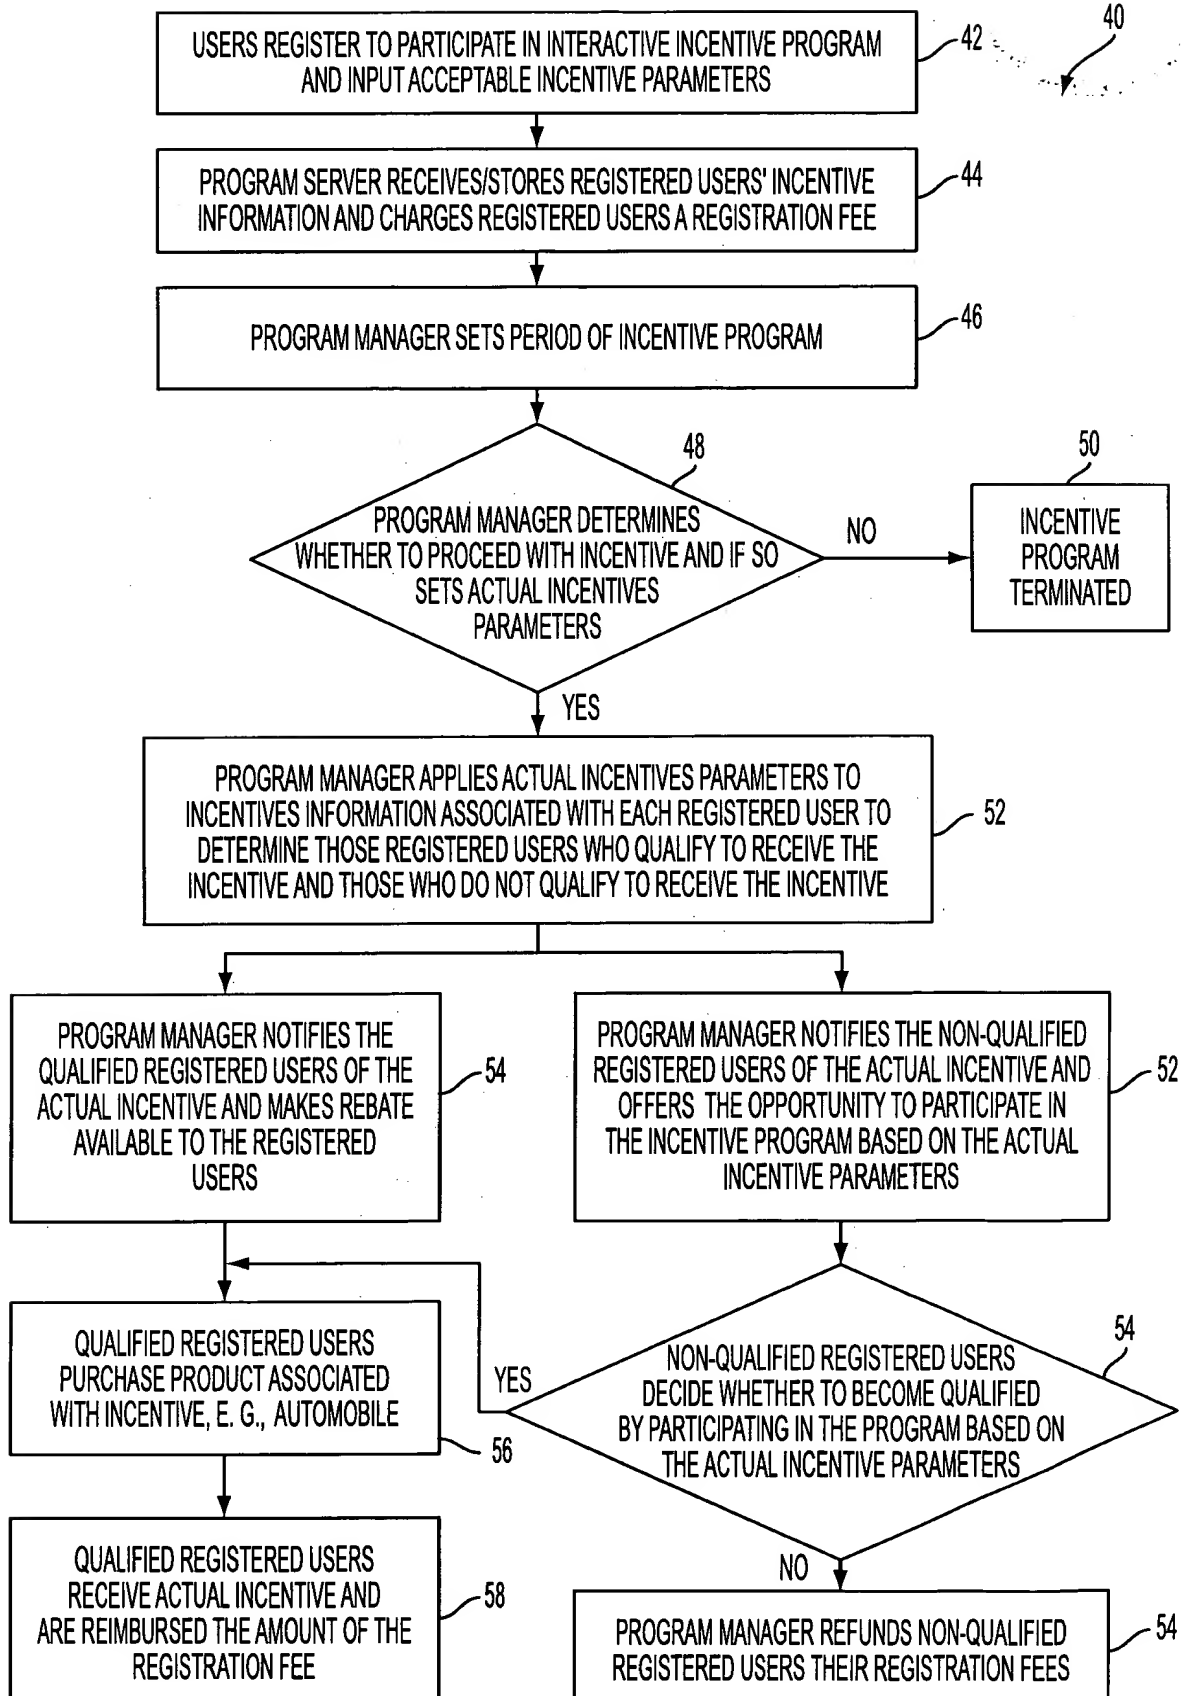 40
USERS REGISTER TO PARTICIPATE IN INTERACTIVE INCENTIVE PROGRAM
AND INPUT ACCEPTABLE INCENTIVE PARAMETERS
42
PROGRAM SERVER RECEIVES/STORES REGISTERED USERS' INCENTIVE
INFORMATION AND CHARGES REGISTERED USERS A REGISTRATION FEE
44
PROGRAM MANAGER SETS PERIOD OF INCENTIVE PROGRAM
46
48
PROGRAM MANAGER DETERMINES
WHETHER TO PROCEED WITH INCENTIVE AND IF SO
SETS ACTUAL INCENTIVES
PARAMETERS
NO
50
INCENTIVE
PROGRAM
TERMINATED
YES
PROGRAM MANAGER APPLIES ACTUAL INCENTIVES PARAMETERS TO
INCENTIVES INFORMATION ASSOCIATED WITH EACH REGISTERED USER TO
DETERMINE THOSE REGISTERED USERS WHO QUALIFY TO RECEIVE THE
INCENTIVE AND THOSE WHO DO NOT QUALIFY TO RECEIVE THE INCENTIVE
52
PROGRAM MANAGER NOTIFIES THE
QUALIFIED REGISTERED USERS OF THE
ACTUAL INCENTIVE AND MAKES REBATE
AVAILABLE TO THE REGISTERED
USERS
54
PROGRAM MANAGER NOTIFIES THE NON-QUALIFIED
REGISTERED USERS OF THE ACTUAL INCENTIVE AND
OFFERS THE OPPORTUNITY TO PARTICIPATE IN
THE INCENTIVE PROGRAM BASED ON THE ACTUAL
INCENTIVE PARAMETERS
52
QUALIFIED REGISTERED USERS
PURCHASE PRODUCT ASSOCIATED
WITH INCENTIVE, E. G., AUTOMOBILE
56
YES
NON-QUALIFIED REGISTERED USERS
DECIDE WHETHER TO BECOME QUALIFIED
BY PARTICIPATING IN THE PROGRAM BASED ON
THE ACTUAL INCENTIVE PARAMETERS
54
NO
QUALIFIED REGISTERED USERS
RECEIVE ACTUAL INCENTIVE AND
ARE REIMBURSED THE AMOUNT OF THE
REGISTRATION FEE
58
PROGRAM MANAGER REFUNDS NON-QUALIFIED
REGISTERED USERS THEIR REGISTRATION FEES
54